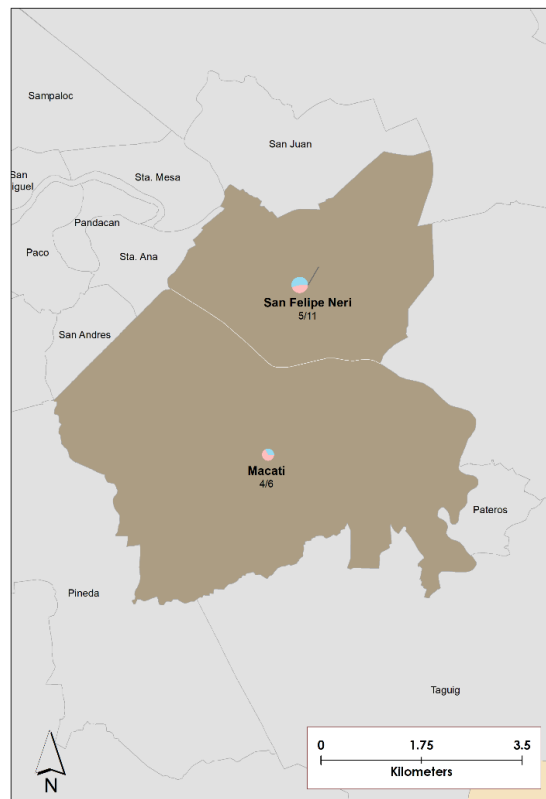 Sampaloc
San Juan
San
iguel
Sta. Mesa
Pandacan
Paco
Sta. Ana
San Felipe Neri
5/11
San Andres
Macati
4/6
Pateros
Pineda
Taguig
0 1.75 3.5
Kilometers
N